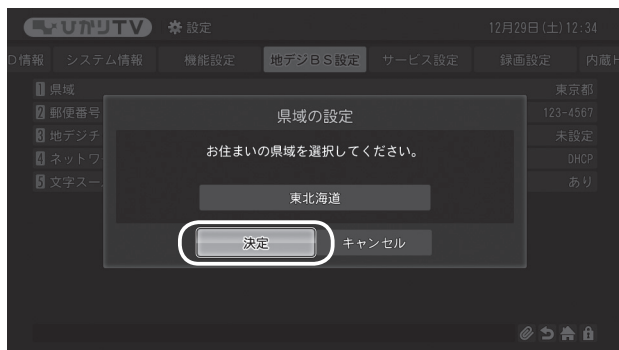 ひかりTV 設定 12月29日(土)12:34
D情報 システム情報 機能設定 地デジBS設定 サービス設定 録画設定 内蔵H
1 県域 東京都
2 郵便番号 123-4567
3 地デジチ 未設定
4 ネットワ DHCP
5 文字スー あり
県域の設定
お住まいの県域を選択してください。
東北海道
決定 キャンセル